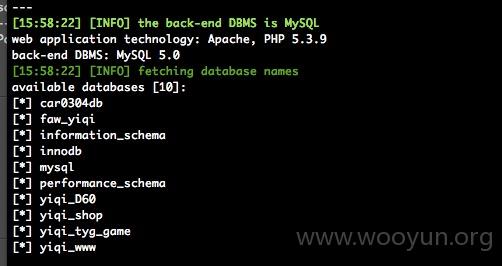 ---
[15:58:22] [INFO] the back-end DBMS is MySQL
web application technology: Apache, PHP 5.3.9
back-end DBMS: MySQL 5.0
[15:58:22] [INFO] fetching database names
available databases [10]:
[*] car0304db
[*] faw_yiqi
[*] information_schema
[*] innodb
[*] mysql
[*] performance_schema
[*] yiqi_D60
[*] yiqi_shop
[*] yiqi_tyg_game
[*] yiqi_www
www.wooyun.org